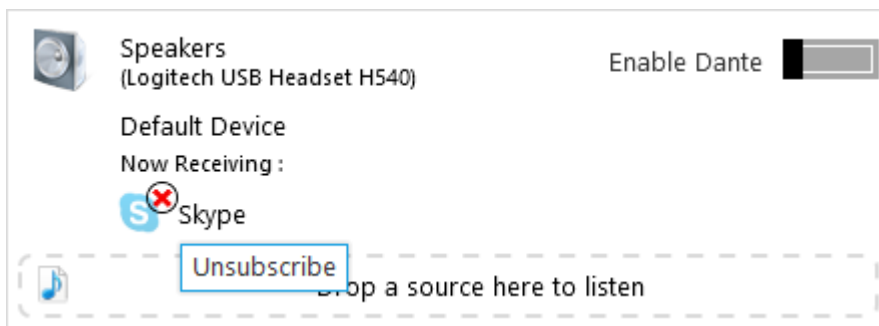 Speakers
(Logitech USB Headset H540)
Enable Dante
Default Device
Now Receiving :
Skype
Unsubscribe
Drop a source here to listen